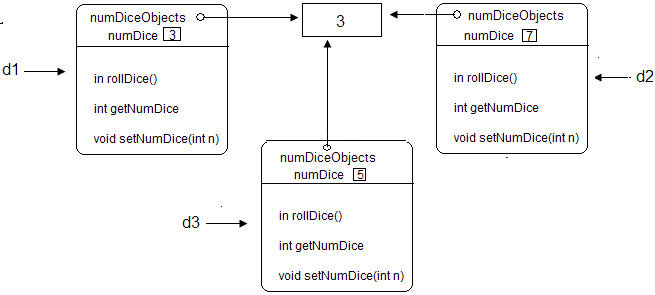 numDiceObjects
numDice 3
in rollDice()
int getNumDice
void setNumDice(int n)
d1
3
numDiceObjects
numDice 7
in rollDice()
int getNumDice
void setNumDice(int n)
d2
numDiceObjects
numDice 5
in rollDice()
int getNumDice
void setNumDice(int n)
d3